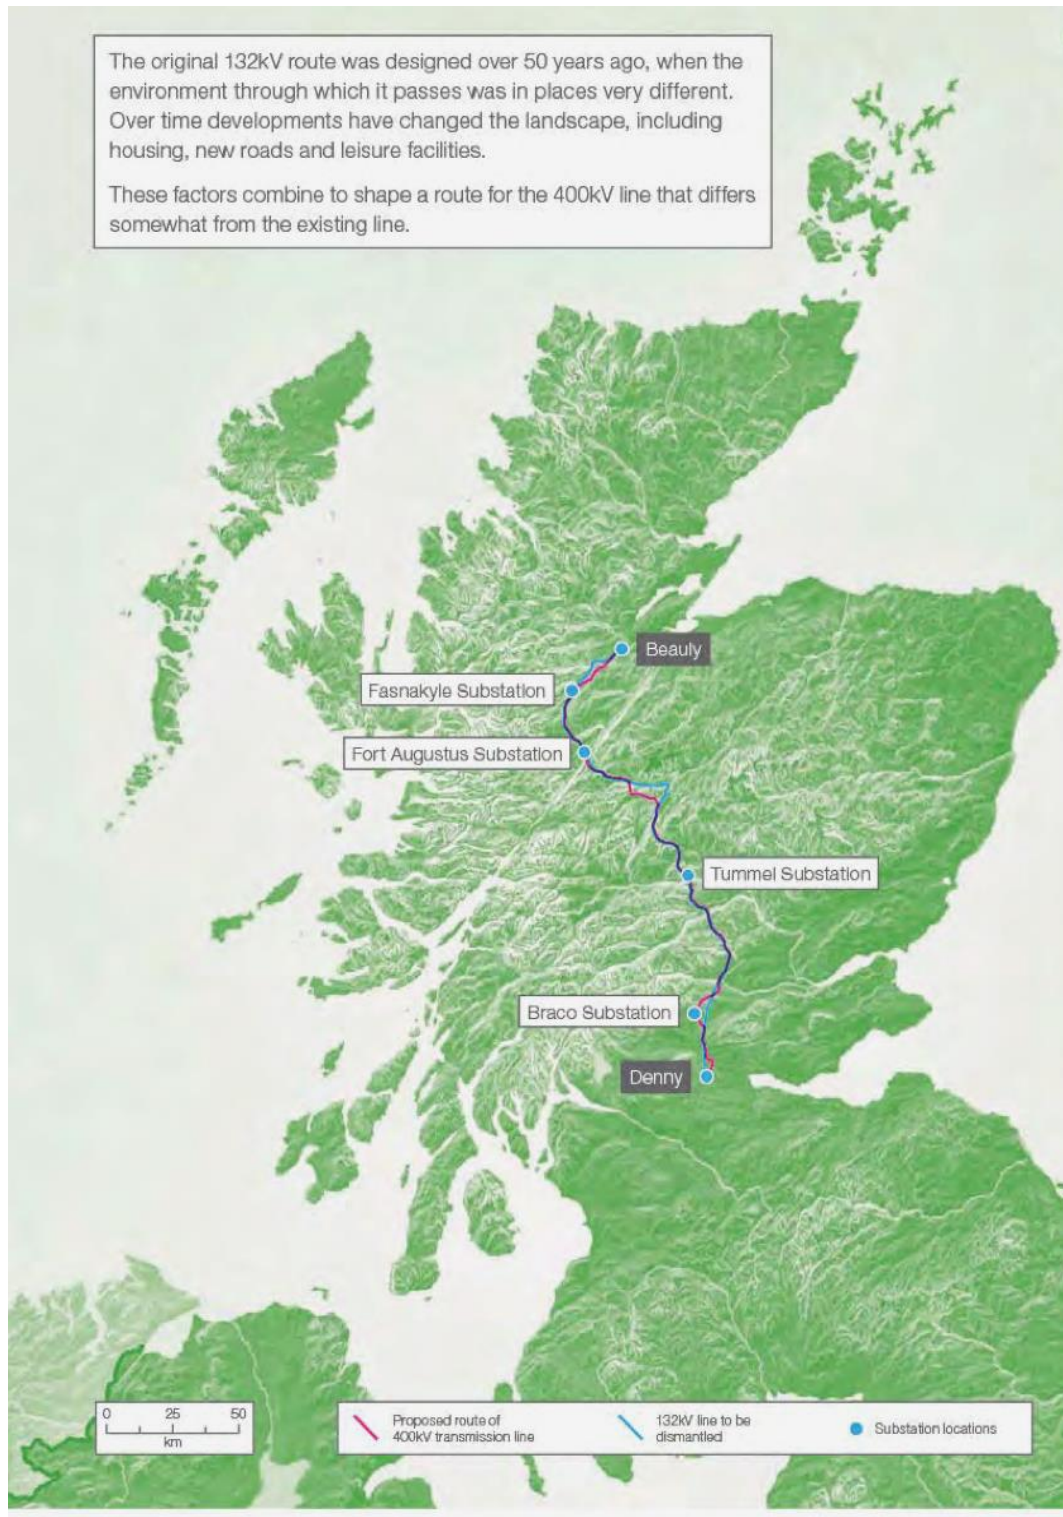 The original 132kV route was designed over 50 years ago, when the
environment through which it passes was in places very different.
Over time developments have changed the landscape, including
housing, new roads and leisure facilities.
These factors combine to shape a route for the 400kV line that differs
somewhat from the existing line.
Beauly
Fasnakyle Substation
Fort Augustus Substation
Tummel Substation
Braco Substation
Denny
0 25 50
km
Proposed route of
400kV transmission line
132kV line to be
dismantled
Substation locations